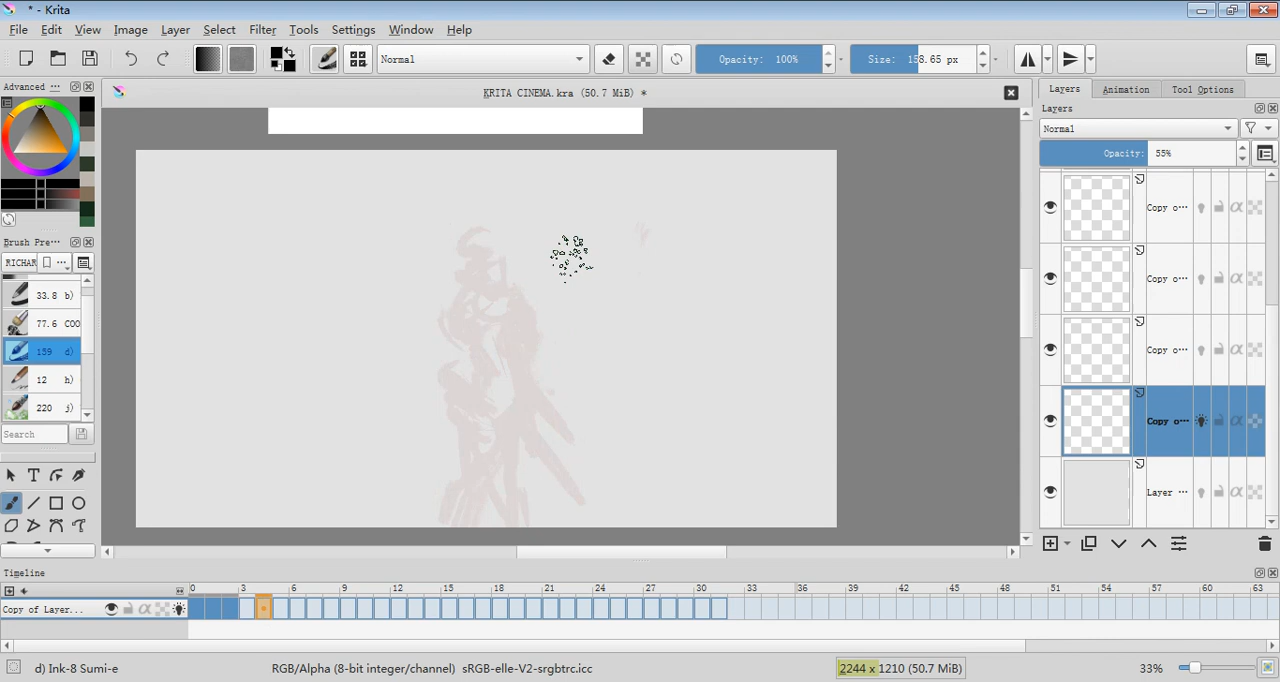 * - Krita
File Edit View Image Layer Select Filter Tools Settings Window Help
Normal Opacity: 100% Size: 158.65 px
Advanced ···
KRITA CINEMA.kra (50.7 MiB) *
Layers Animation Tool Options
Layers
Normal
Opacity: 55%
Copy o···
Copy o···
Copy o···
Copy o···
Layer ···
Brush Pre···
RICHAR ···
33.8 b)
77.6 COO
159 d)
12 h)
220 j)
Search
Timeline
0 3 6 9 12 15 18 21 24 27 30 33 36 39 42 45 48 51 54 57 60 63
Copy of Layer...
d) Ink-8 Sumi-e RGB/Alpha (8-bit integer/channel) sRGB-elle-V2-srgbtrc.icc 2244 x 1210 (50.7 MiB) 33%